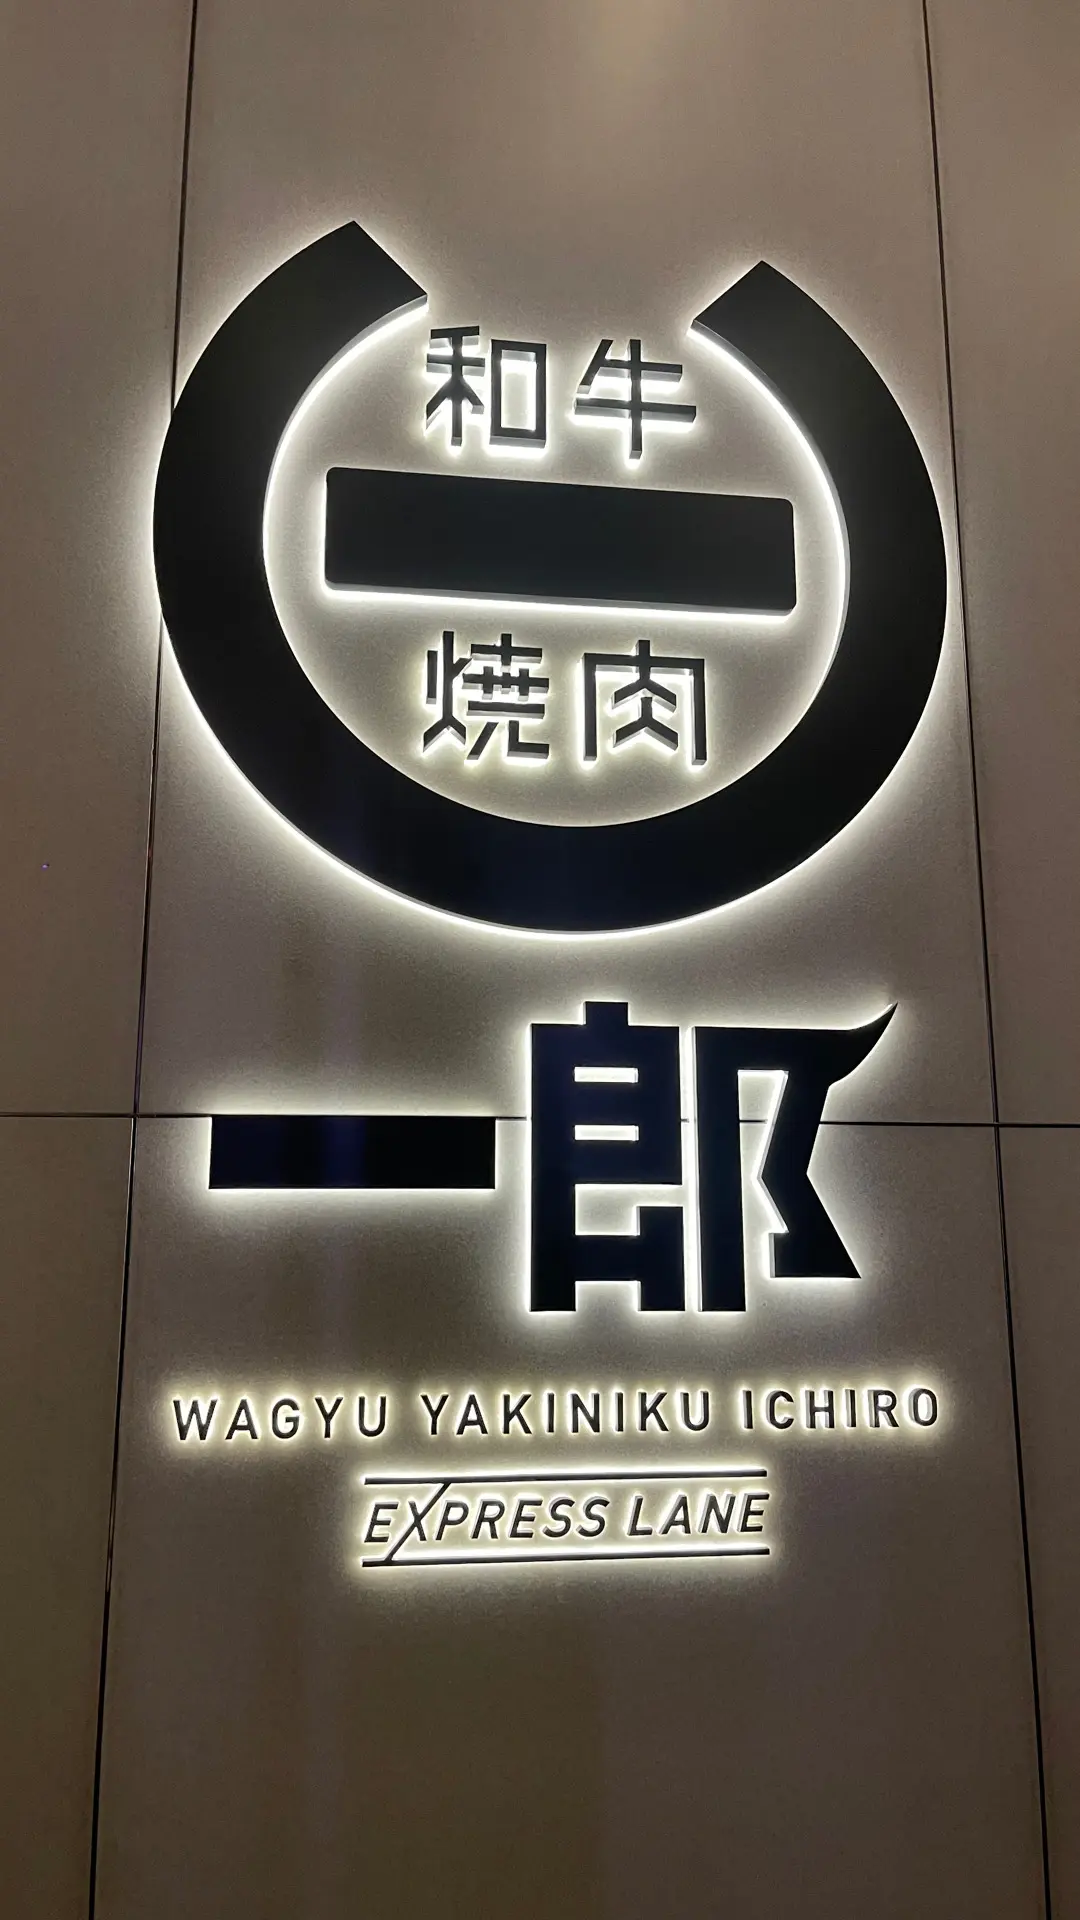 和牛
一
焼肉
一郎
WAGYU YAKINIKU ICHIRO
EXPRESS LANE